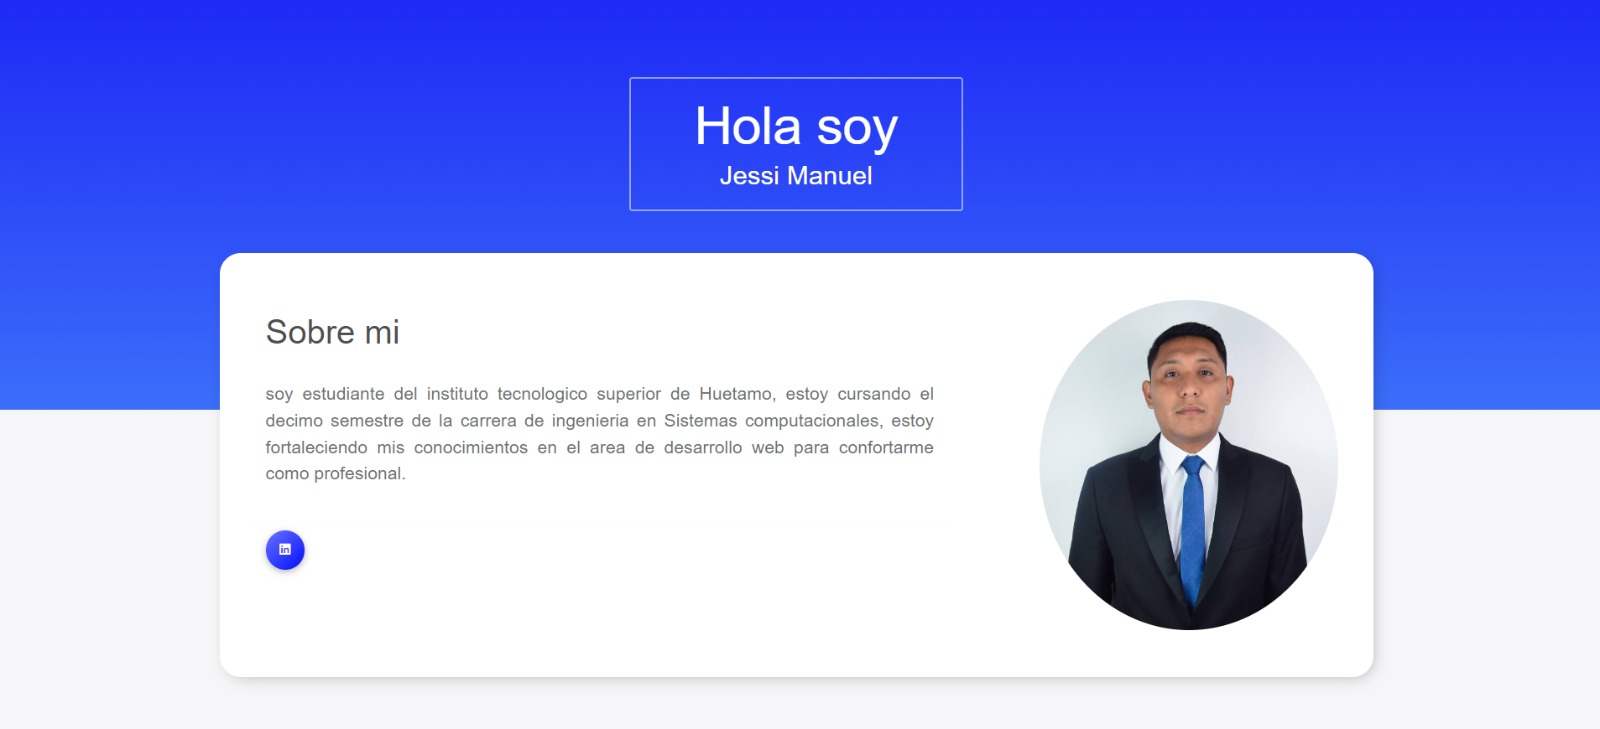 Hola soy
Jessi Manuel
Sobre mi
soy estudiante del instituto tecnologico superior de Huetamo, estoy cursando el
decimo semestre de la carrera de ingenieria en Sistemas computacionales, estoy
fortaleciendo mis conocimientos en el area de desarrollo web para confortarme
como profesional.
in